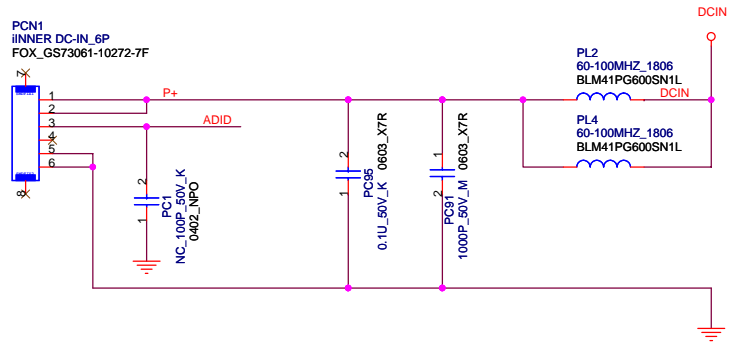 DCIN
PCN1
iINNER DC-IN_6P
FOX_GS73061-10272-7F
PL2
60-100MHZ_1806
BLM41PG600SN1L
DCIN
7
1
2
3
4
5
6
8
P+
ADID
PL4
60-100MHZ_1806
BLM41PG600SN1L
2
1
PC1
NC_100P_50V_K
0402_NPO
2
1
PC95
0.1U_50V_K
0603_X7R
1
2
PC91
1000P_50V_M
0603_X7R